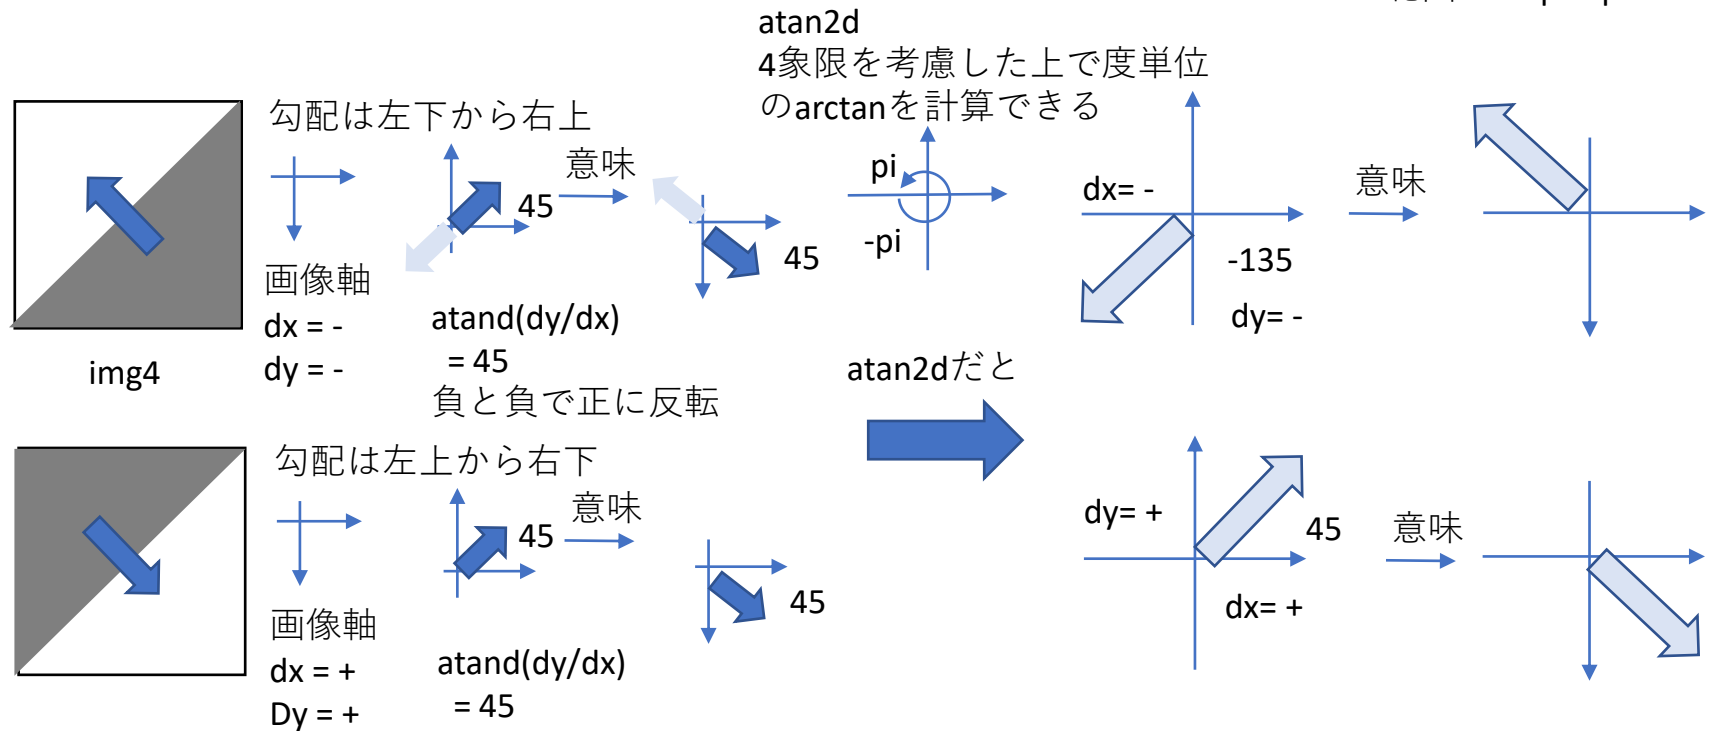 atan2d
4象限を考慮した上で度単位
のarctanを計算できる
勾配は左下から右上
意味
45
45
画像軸
dx = -
dy = -
atand(dy/dx)
= 45
負と負で正に反転
img4
pi
-pi
dx= -
-135
dy= -
意味
atan2dだと
勾配は左上から右下
意味
45
45
画像軸
dx = +
Dy = +
atand(dy/dx)
= 45
dy= +
45
dx= +
意味